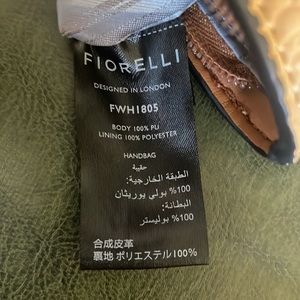 FIORELLI
DESIGNED IN LONDON
FWH1805
BODY 100% PU
LINING 100% POLYESTER
HANDBAG
حقيبة
الطبقة الخارجية:
100% بولي يوريثان
البطانة:
100% بوليستر
合成皮革
裏地 ポリエステル100%